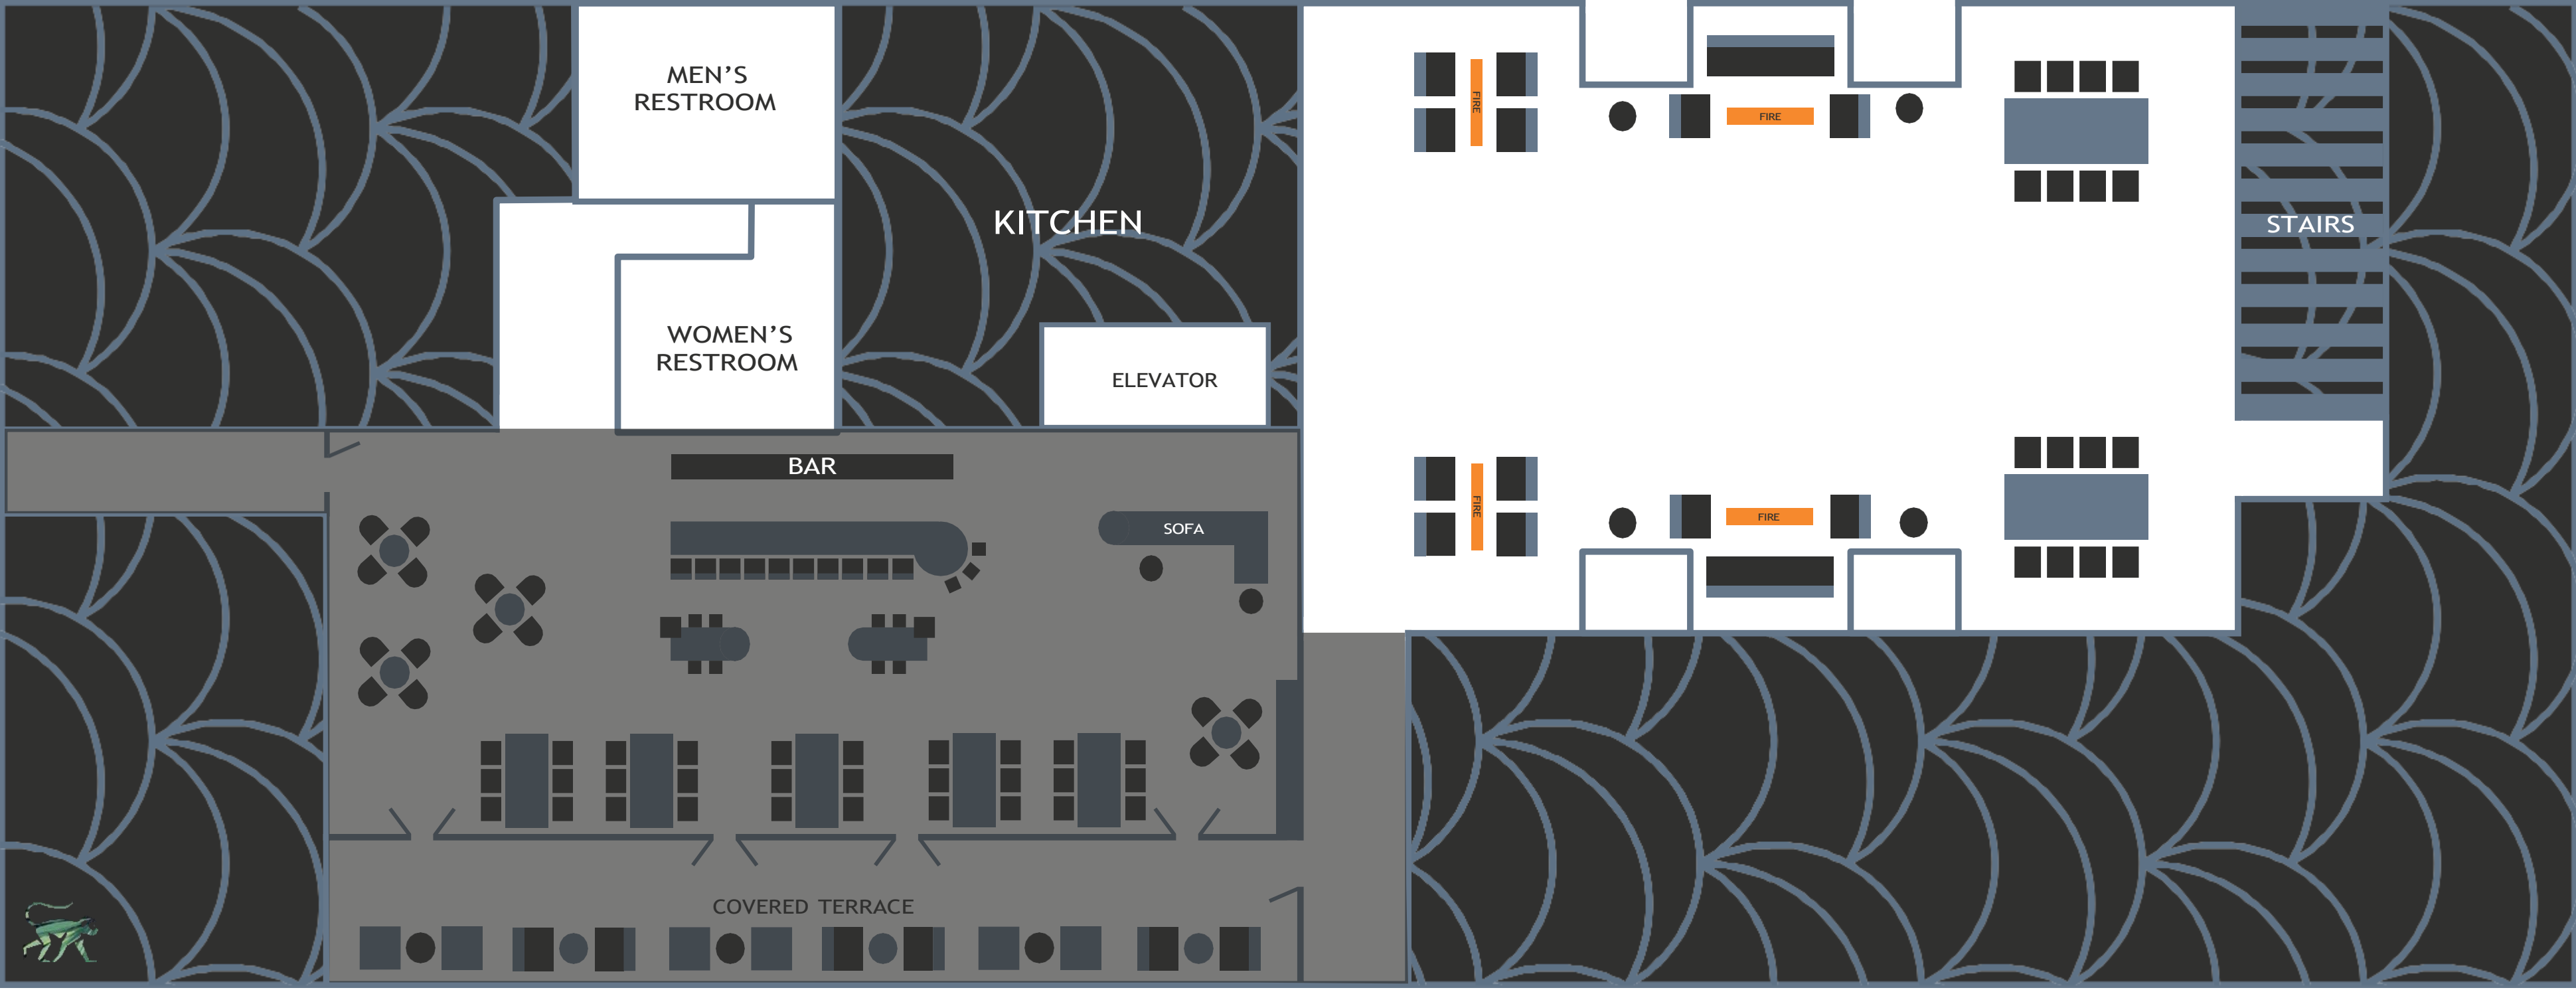 MEN'S
RESTROOM
WOMEN'S
RESTROOM
KITCHEN
ELEVATOR
FIRE
FIRE
STAIRS
BAR
SOFA
FIRE
FIRE
COVERED TERRACE